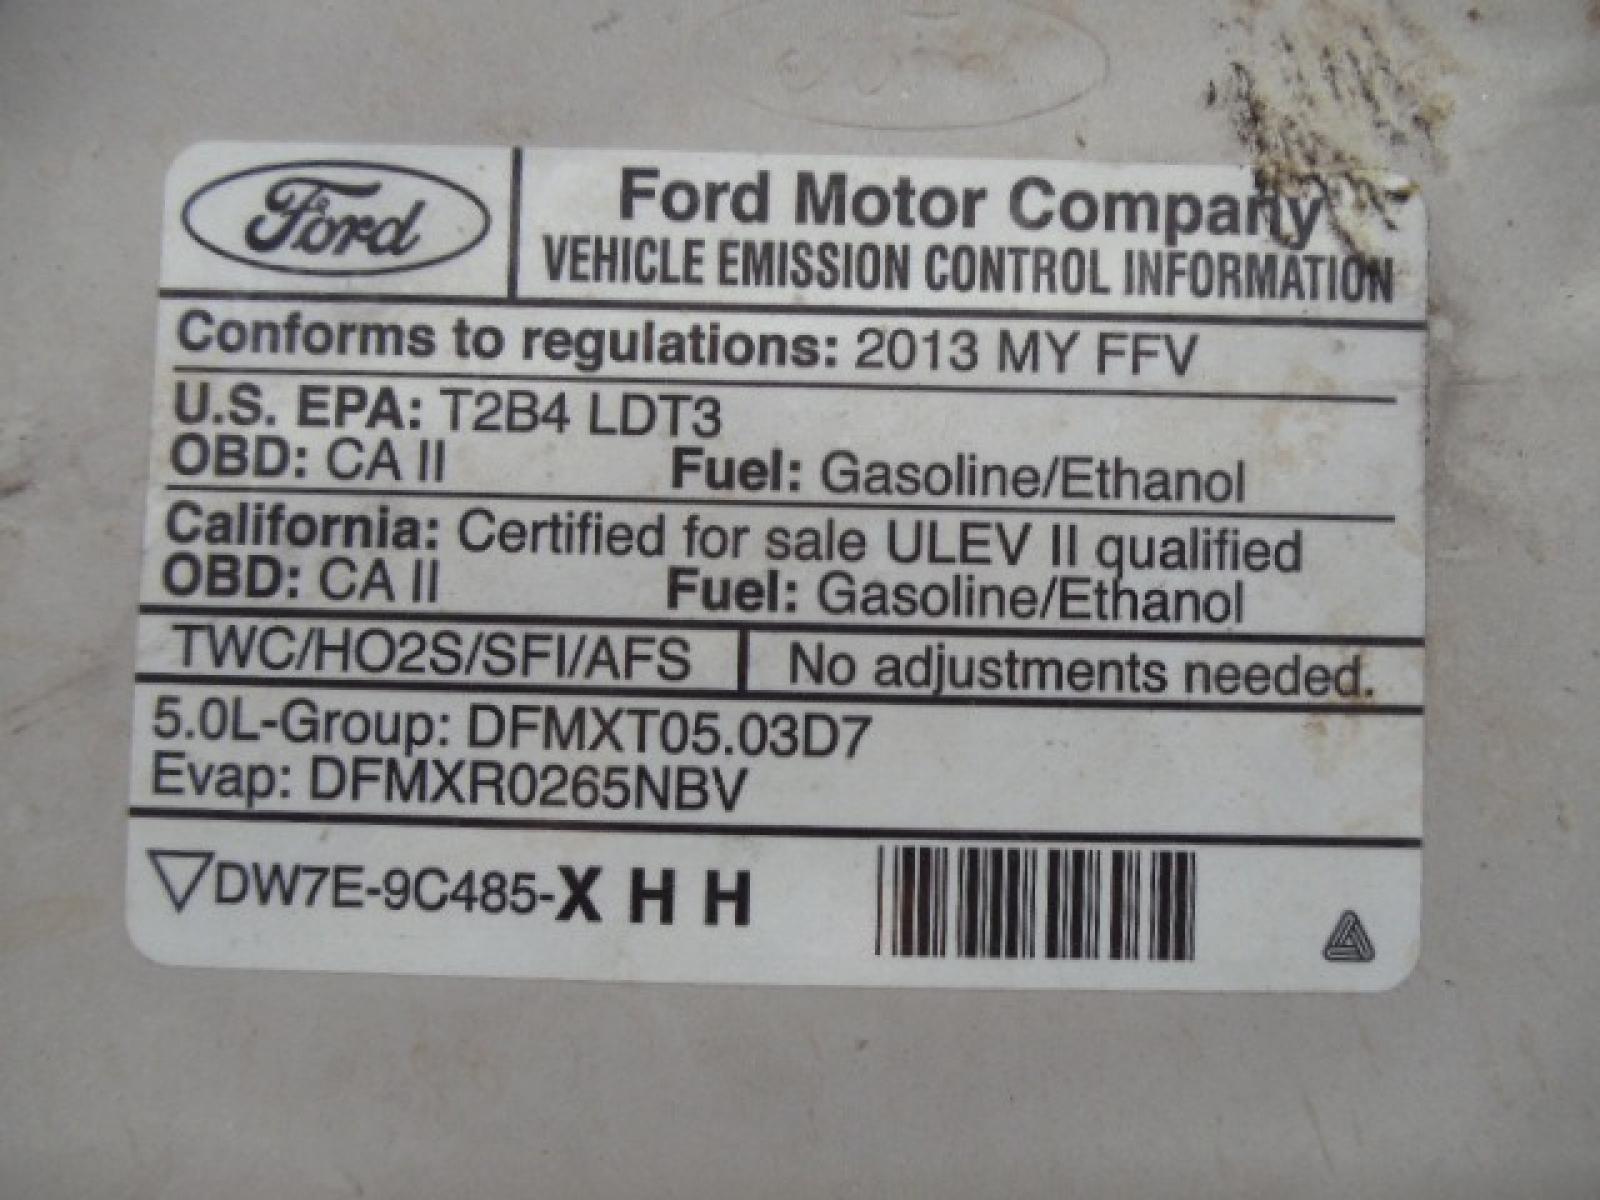 Ford
Ford Motor Company
VEHICLE EMISSION CONTROL INFORMATION
Conforms to regulations: 2013 MY FFV
U.S. EPA: T2B4 LDT3
OBD: CA II Fuel: Gasoline/Ethanol
California: Certified for sale ULEV II qualified
OBD: CA II Fuel: Gasoline/Ethanol
TWC/HO2S/SFI/AFS No adjustments needed.
5.0L-Group: DFMXT05.03D7
Evap: DFMXR0265NBV
DW7E-9C485-X H H